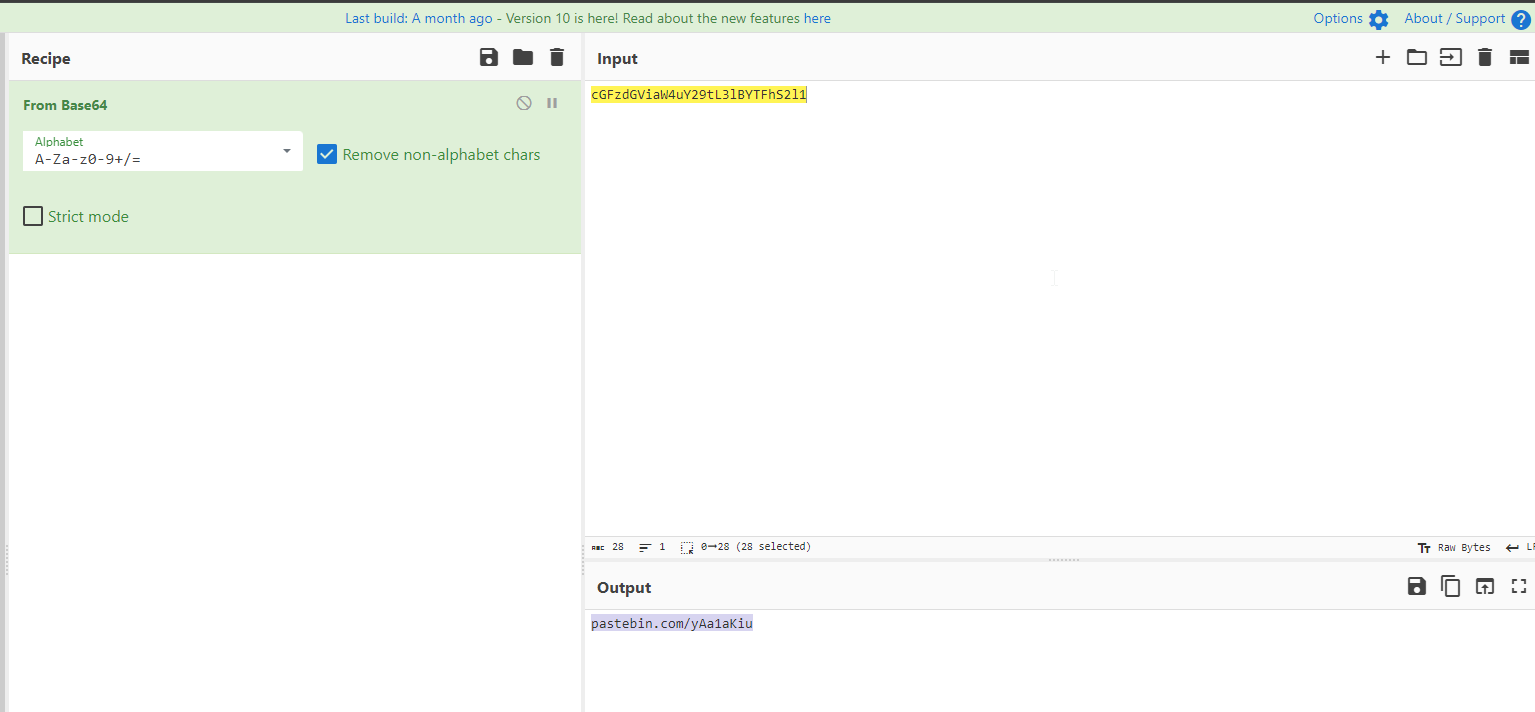 Last build: A month ago - Version 10 is here! Read about the new features here
Options
About / Support
Recipe
Input
From Base64
Alphabet
A-Za-z0-9+/=
Remove non-alphabet chars
Strict mode
cGFzdGViaW4uY29tL3lBYTFhS2l1
ABC 28
1
0→28 (28 selected)
Raw Bytes
LF
Output
pastebin.com/yAa1aKiu